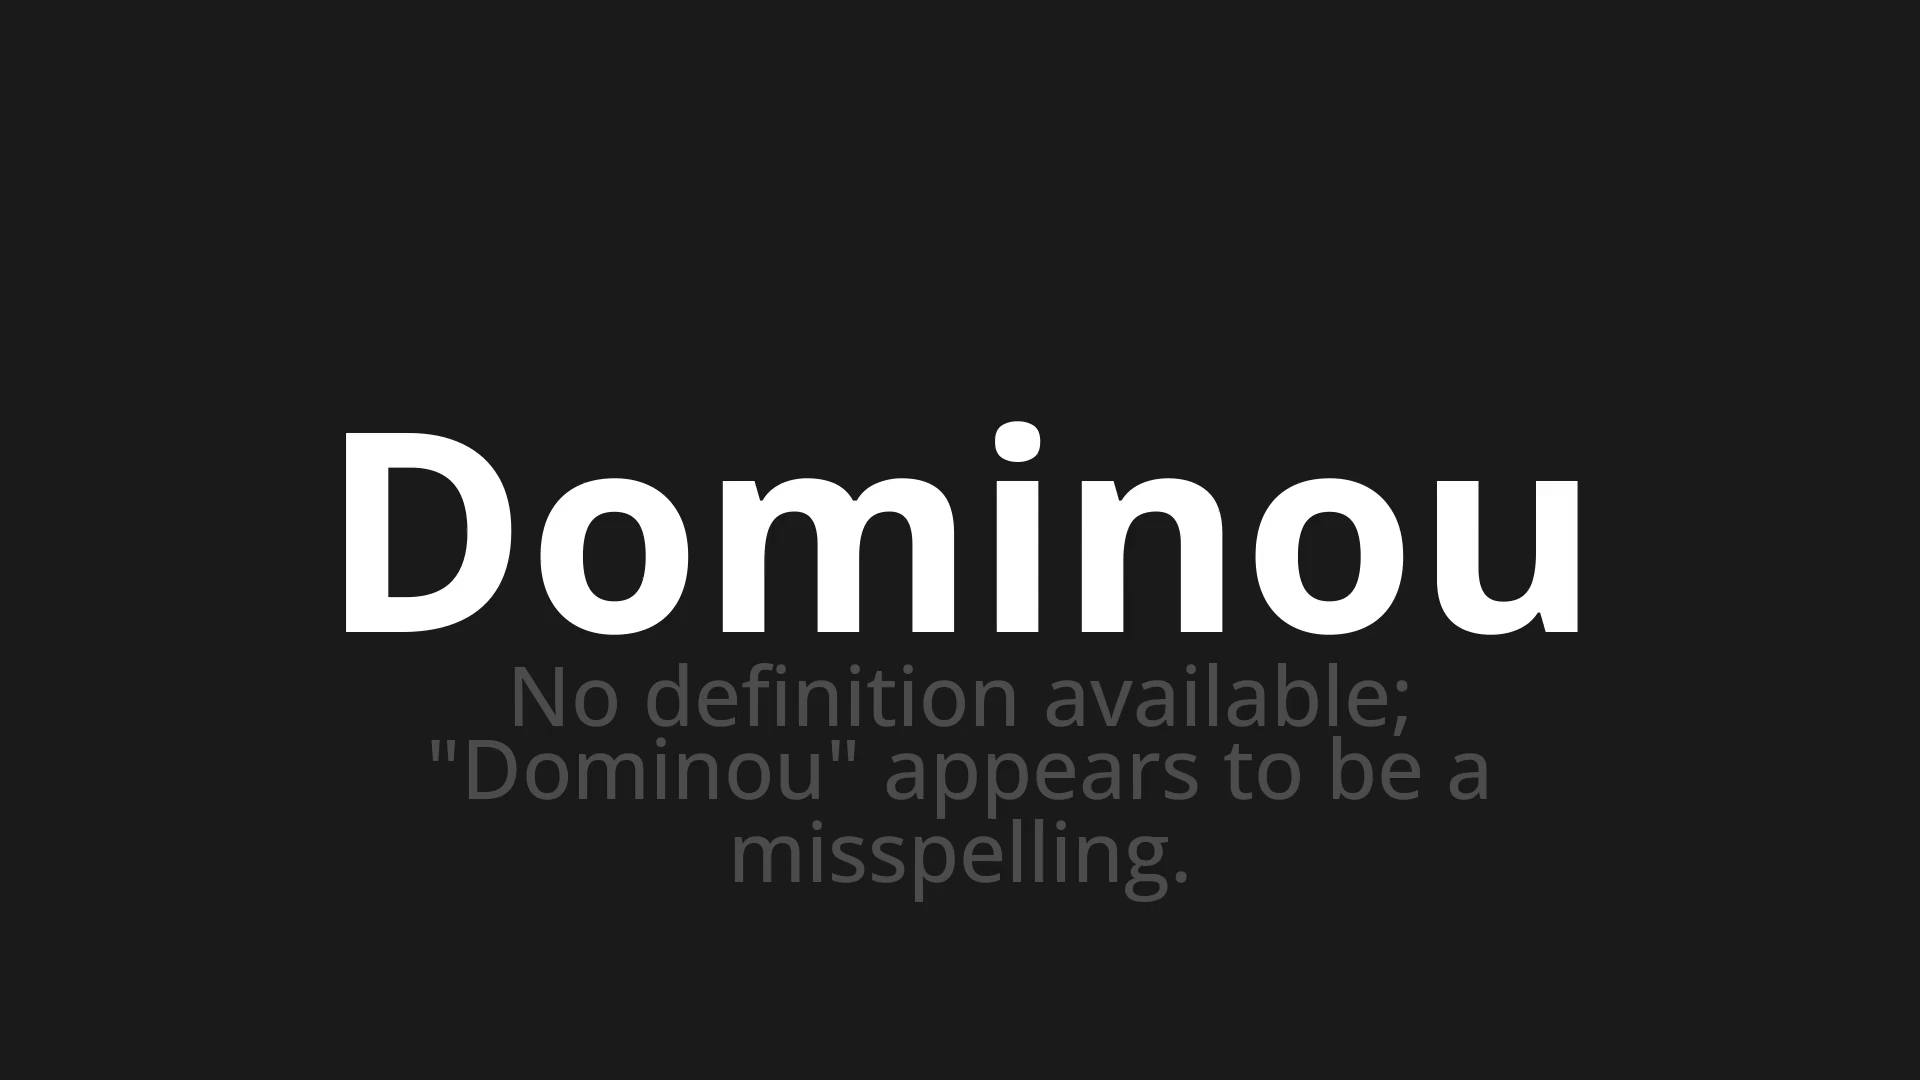 Dominou
No definition available;
"Dominou" appears to be a
misspelling.